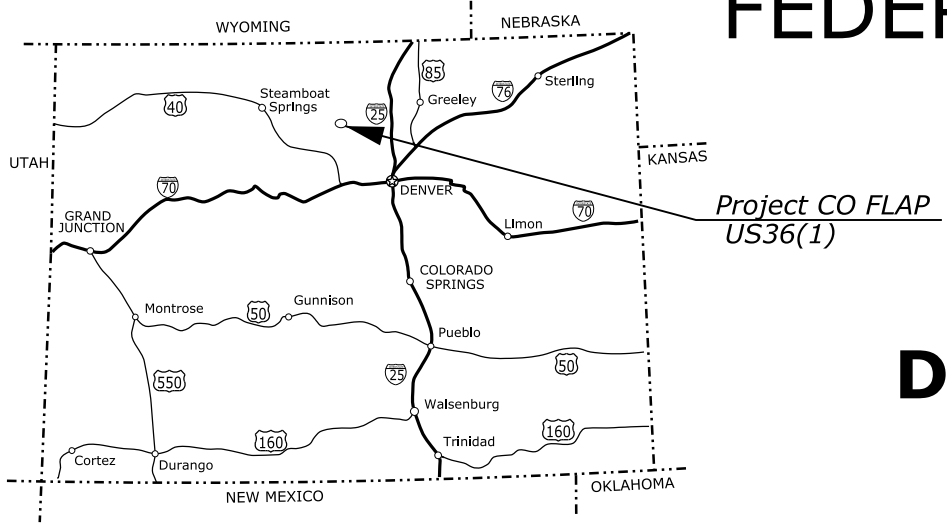 FEDER
WYOMING
NEBRASKA
85
76
Sterling
Steamboat
Springs
40
25
Greeley
UTAH
KANSAS
70
DENVER
Project CO FLAP
US36(1)
GRAND
JUNCTION
Limon
70
COLORADO
SPRINGS
Montrose
50
Gunnison
Pueblo
50
D
550
25
Walsenburg
160
Trinidad
160
Cortez
Durango
NEW MEXICO
OKLAHOMA